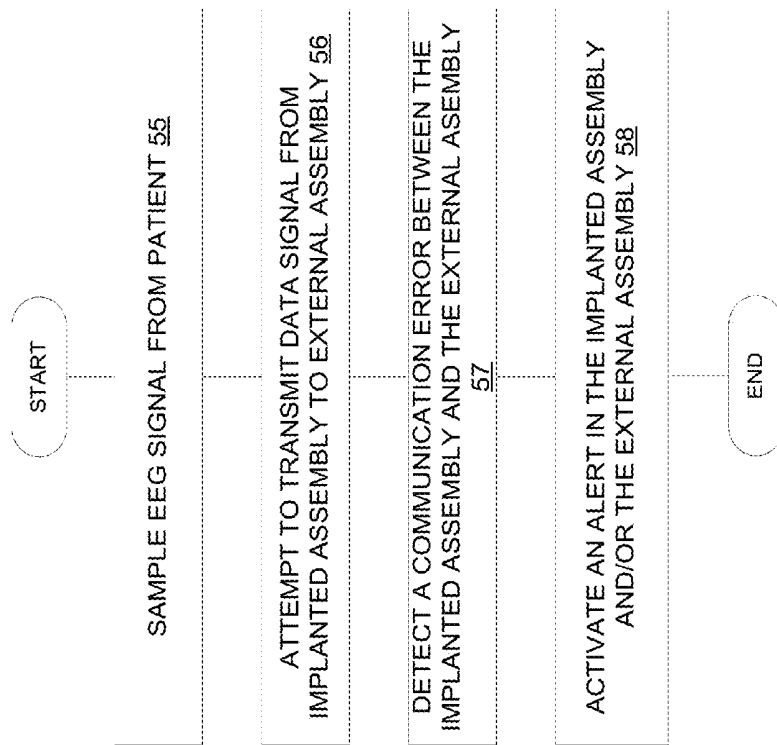 START
SAMPLE EEG SIGNAL FROM PATIENT 55
ATTEMPT TO TRANSMIT DATA SIGNAL FROM
IMPLANTED ASSEMBLY TO EXTERNAL ASSEMBLY 56
DETECT A COMMUNICATION ERROR BETWEEN THE
IMPLANTED ASSEMBLY AND THE EXTERNAL ASEMBLY
57
ACTIVATE AN ALERT IN THE IMPLANTED ASSEMBLY
AND/OR THE EXTERNAL ASSEMBLY 58
END